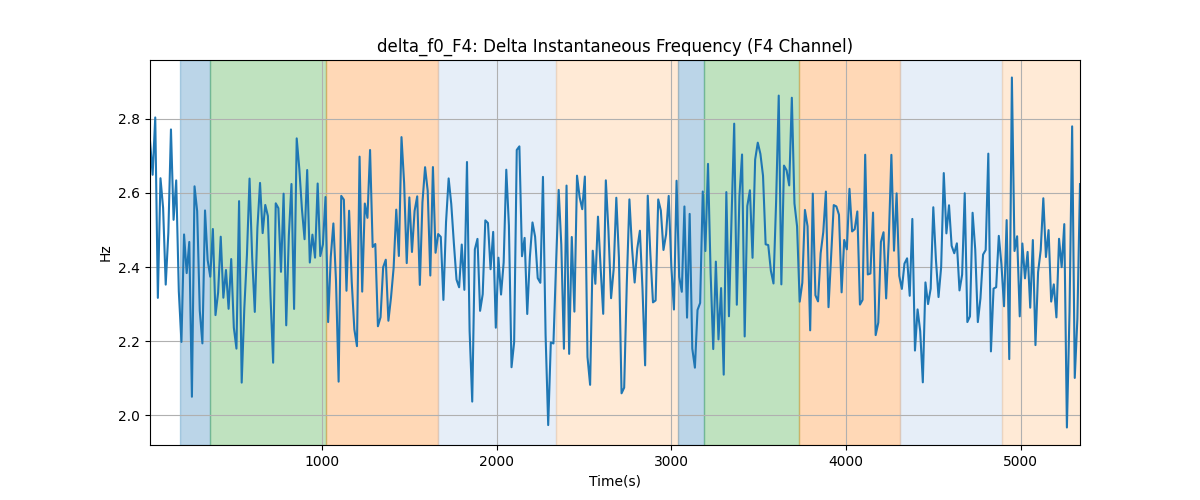 delta_f0_F4: Delta Instantaneous Frequency (F4 Channel)
Hz
2.8
2.6
2.4
2.2
2.0
1000 2000 3000 4000 5000
Time(s)